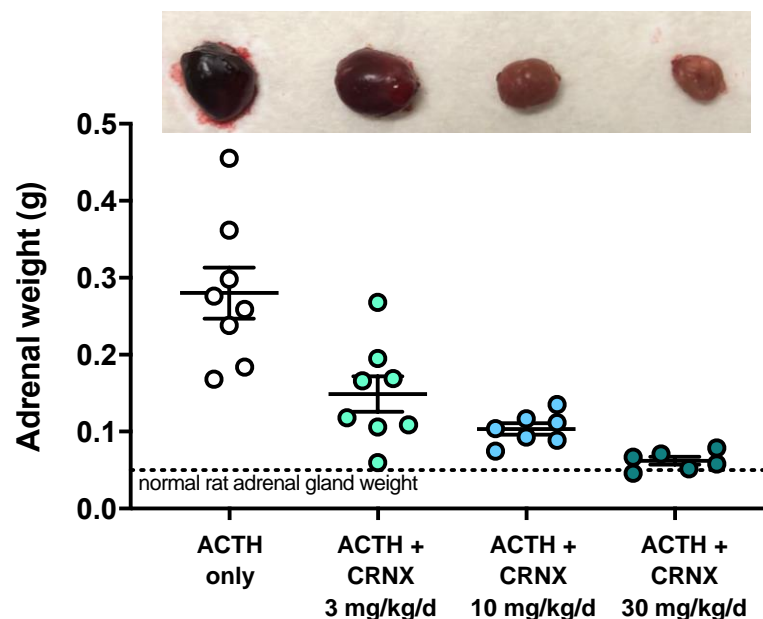 Adrenal weight (g)
0.5
0.4
0.3
0.2
0.1
0.0
normal rat adrenal gland weight
ACTH
only
ACTH +
CRNX
3 mg/kg/d
ACTH +
CRNX
10 mg/kg/d
ACTH +
CRNX
30 mg/kg/d